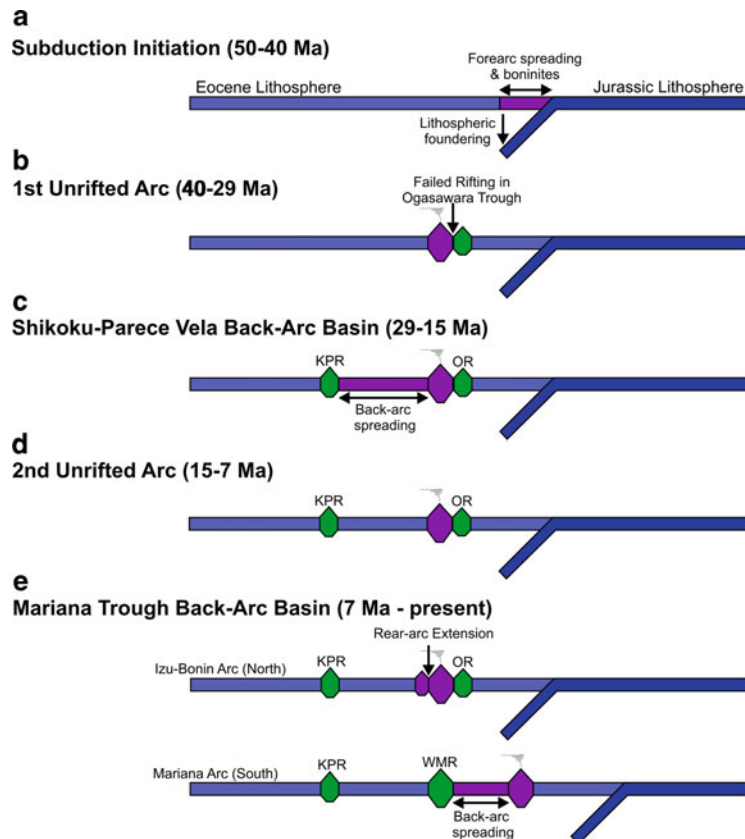 a
Subduction Initiation (50-40 Ma)
Forearc spreading
& boninites
Eocene Lithosphere
Jurassic Lithosphere
Lithospheric
foundering
b
1st Unrifted Arc (40-29 Ma)
Failed Rifting in
Ogasawara Trough
c
Shikoku-Parece Vela Back-Arc Basin (29-15 Ma)
KPR
OR
Back-arc
spreading
d
2nd Unrifted Arc (15-7 Ma)
KPR
OR
e
Mariana Trough Back-Arc Basin (7 Ma - present)
Rear-arc Extension
Izu-Bonin Arc (North)
KPR
OR
Mariana Arc (South)
KPR
WMR
Back-arc
spreading